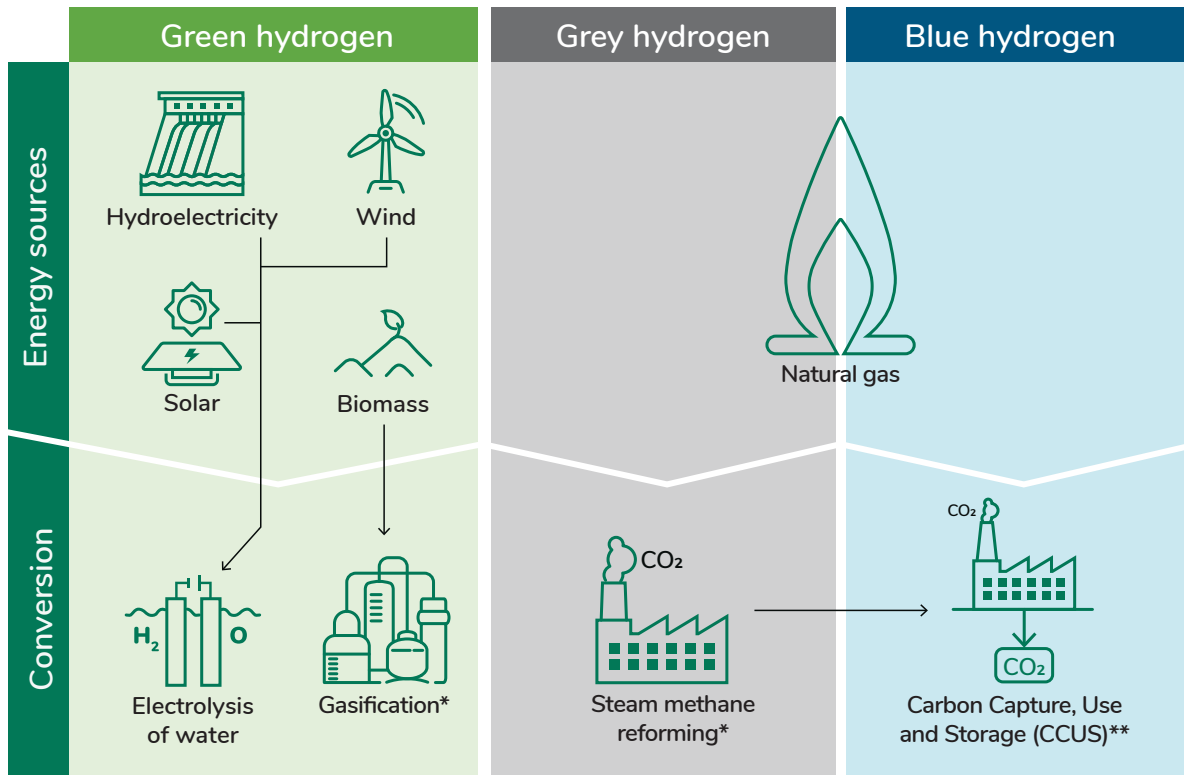 Green hydrogen
Grey hydrogen
Blue hydrogen
Energy sources
Hydroelectricity
Wind
Solar
Biomass
Natural gas
Conversion
H₂
O
Electrolysis
of water
Gasification*
CO₂
Steam methane
reforming*
CO₂
CO₂
Carbon Capture, Use
and Storage (CCUS)**